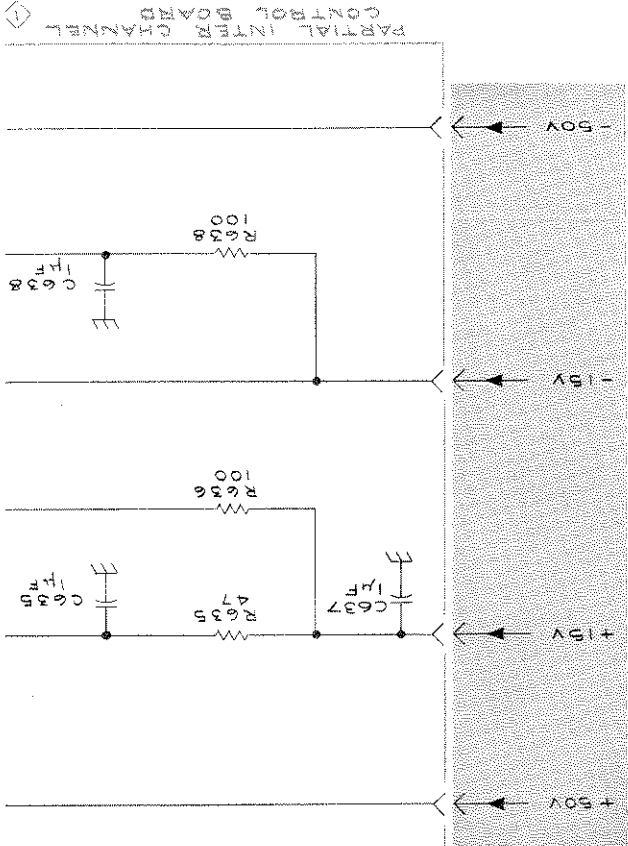 +50V
+15V
C637
1µF
R635
47
C635
1µF
R636
100
-15V
C638
1µF
R638
100
-50V
PARTIAL INTER CHANNEL
CONTROL BOARD
1